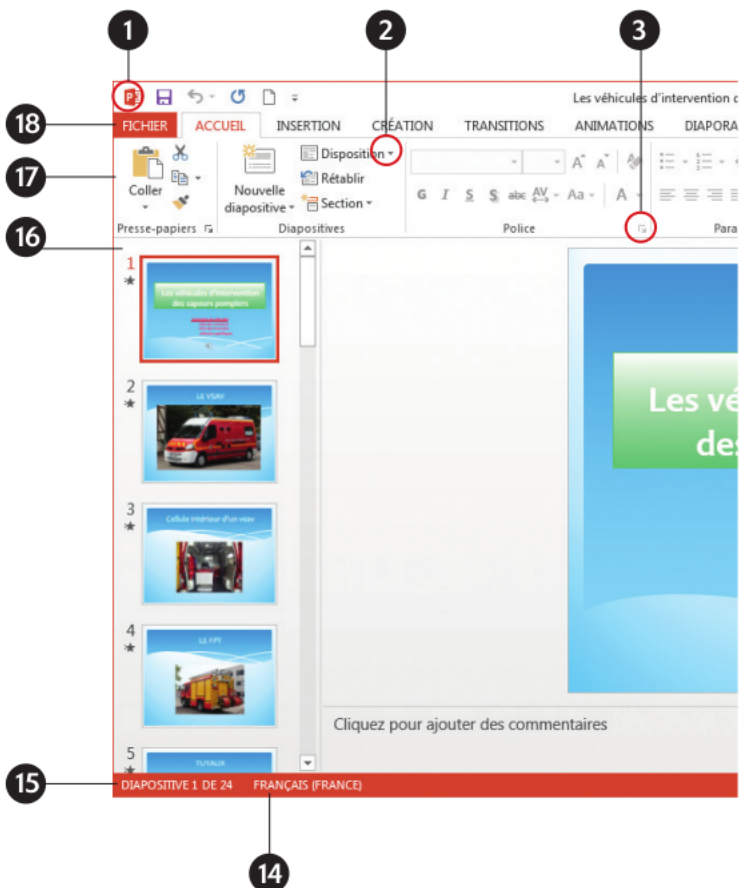 1 2 3
Les véhicules d'intervention d
18
FICHIER ACCUEIL INSERTION CRÉATION TRANSITIONS ANIMATIONS DIAPORA
17
Coller
Nouvelle
diapositive
Disposition
Rétablir
Section
G I S S abc AV Aa A
A A
Presse-papiers Diapositives Police Para
16
1
Les véhicules d'intervention
des sapeurs pompiers
2
LE VSAV
3
Cellule intérieur d'un vsav
4
LE FPT
5
TUYAUX
Les vé
des
Cliquez pour ajouter des commentaires
15
DIAPOSITIVE 1 DE 24 FRANÇAIS (FRANCE)
14